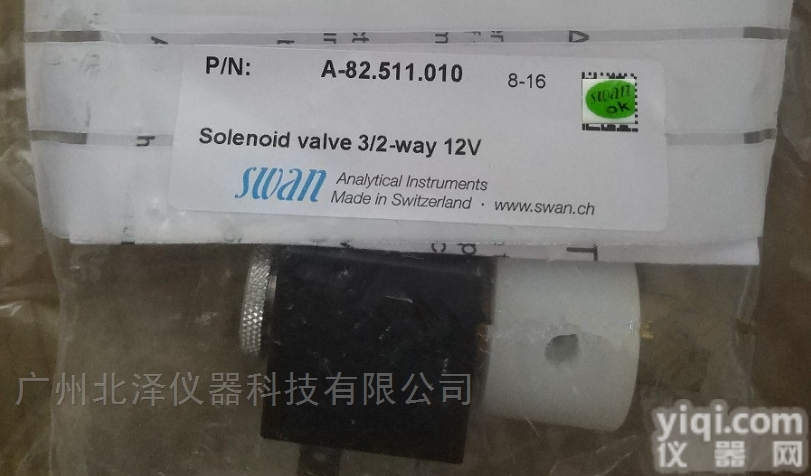 P/N: A-82.511.010 8-16
swan
ok
Solenoid valve 3/2-way 12V
swan Analytical Instruments
Made in Switzerland · www.swan.ch
广州北泽仪器科技有限公司
yiqi.com
仪器网